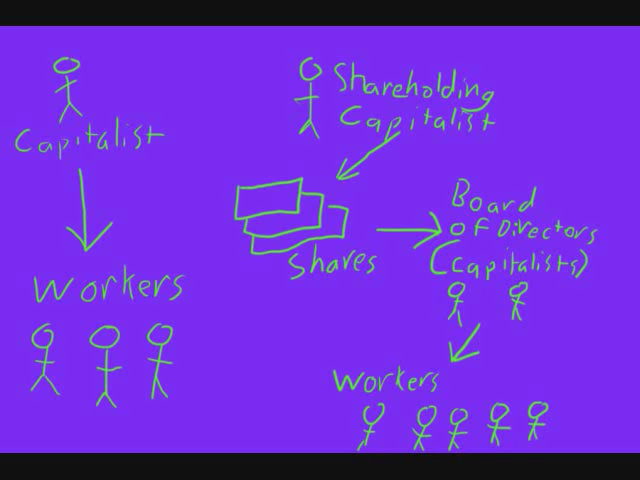 Capitalist
Workers
Shareholding
Capitalist
Shares
Board
of Directors
(Capitalists)
Workers